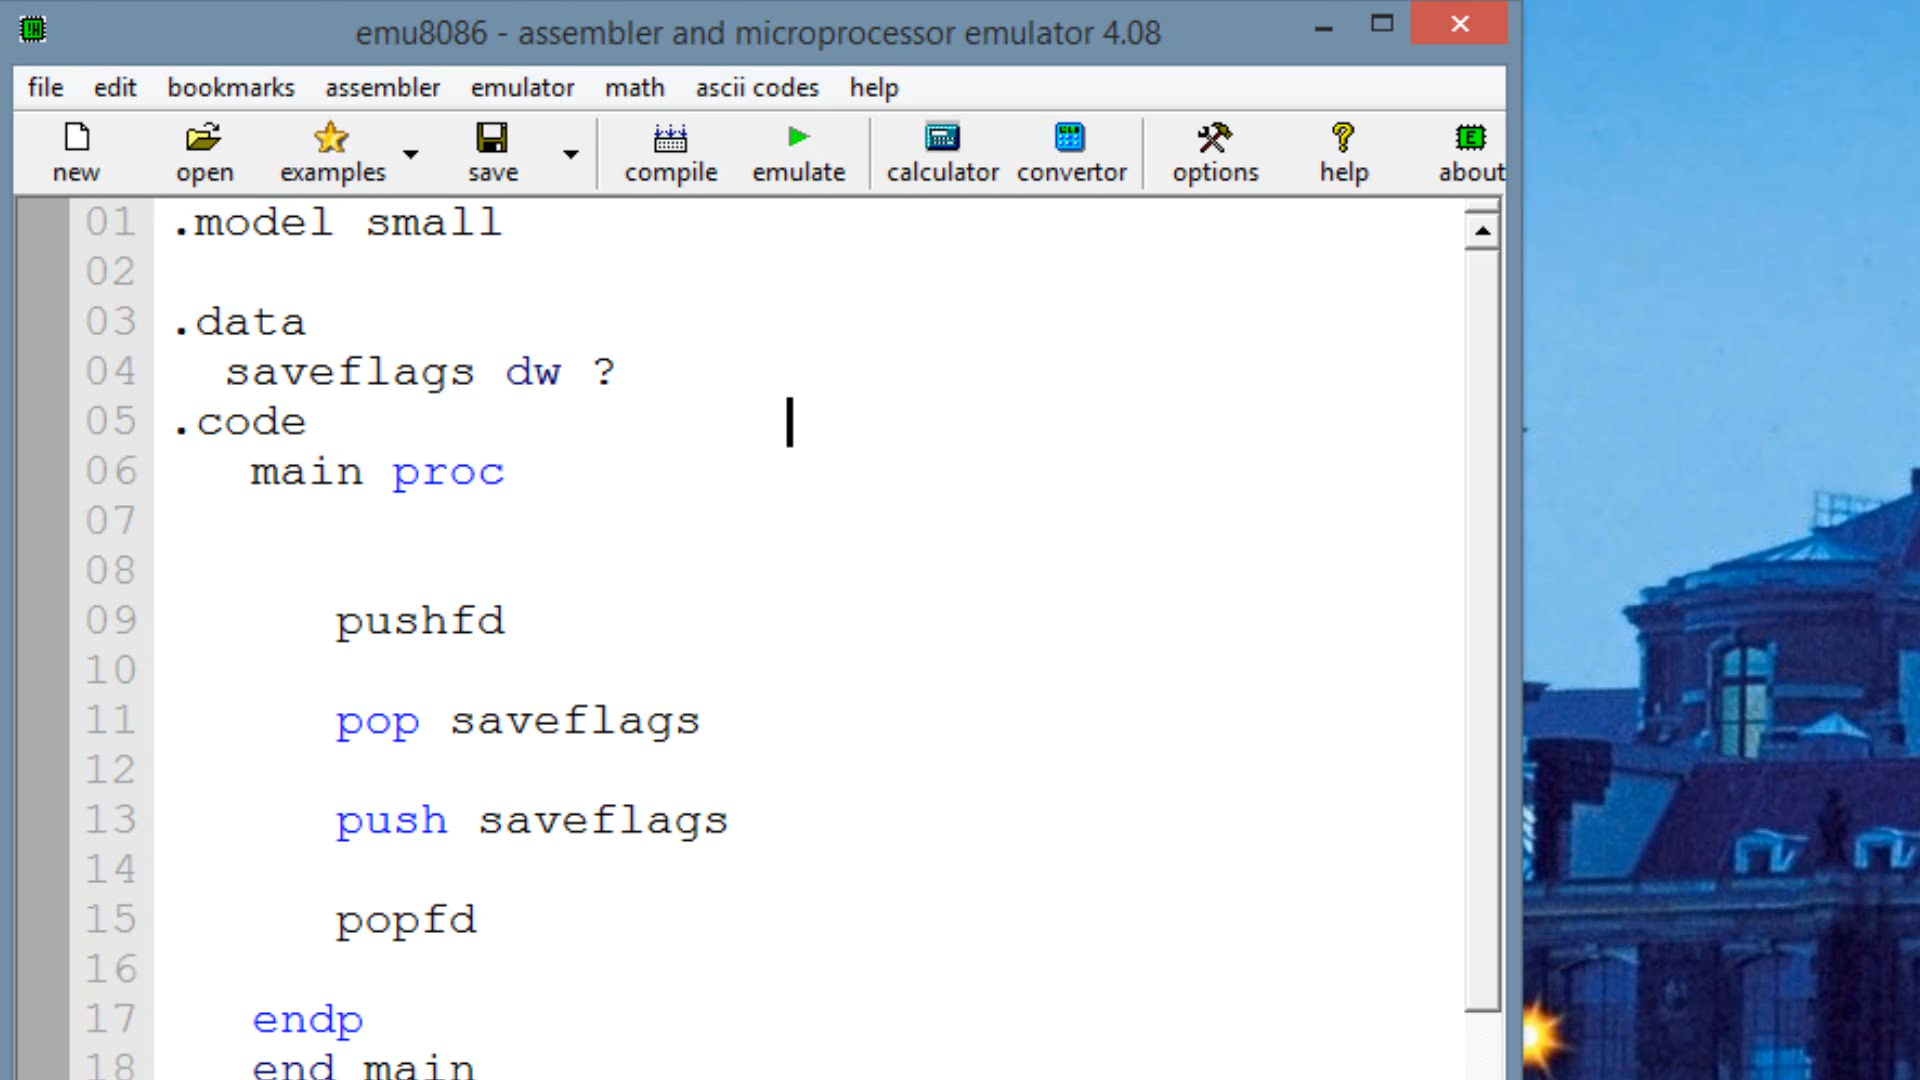 emu8086 - assembler and microprocessor emulator 4.08
file edit bookmarks assembler emulator math ascii codes help
new open examples save compile emulate calculator convertor options help about
01 .model small
02
03 .data
04 saveflags dw ?
05 .code
06 main proc
07
08
09 pushfd
10
11 pop saveflags
12
13 push saveflags
14
15 popfd
16
17 endp
18 end main